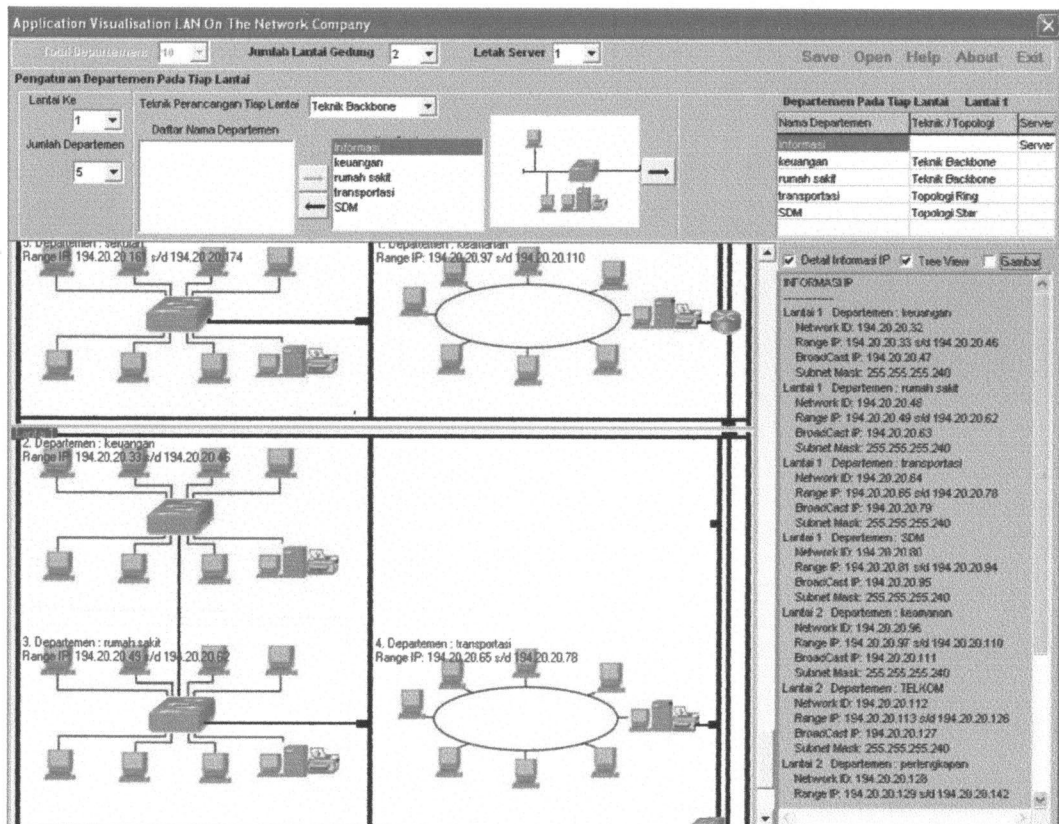 Application Visualisation LAN On The Network Company
Total Departemen 10 Jumlah Lantai Gedung 2 Letak Server 1
Save Open Help About Exit
Pengaturan Departemen Pada Tiap Lantai
Lantai Ke
1
Jumlah Departemen
5
Teknik Perancangan Tiap Lantai Teknik Backbone
Daftar Nama Departemen
Informasi
keuangan
rumah sakit
transportasi
SDM
Departemen Pada Tiap Lantai Lantai 1
Nama Departemen Teknik / Topologi Server
Informasi Server
keuangan Teknik Backbone
rumah sakit Teknik Backbone
transportasi Topologi Ring
SDM Topologi Star
Detail Informasi IP Tree View Gambar
5. Departemen : sekolah
Range IP: 194.20.20.161 s/d 194.20.20.174
1. Departemen : keamanan
Range IP: 194.20.20.97 s/d 194.20.20.110
2. Departemen : keuangan
Range IP: 194.20.20.33 s/d 194.20.20.46
3. Departemen : rumah sakit
Range IP: 194.20.20.49 s/d 194.20.20.62
4. Departemen : transportasi
Range IP: 194.20.20.65 s/d 194.20.20.78
INFORMASI IP
-------------
Lantai 1 Departemen : keuangan
Network ID: 194.20.20.32
Range IP: 194.20.20.33 s/d 194.20.20.46
BroadCast IP: 194.20.20.47
Subnet Mask: 255.255.255.240
Lantai 1 Departemen : rumah sakit
Network ID: 194.20.20.48
Range IP: 194.20.20.49 s/d 194.20.20.62
BroadCast IP: 194.20.20.63
Subnet Mask: 255.255.255.240
Lantai 1 Departemen : transportasi
Network ID: 194.20.20.64
Range IP: 194.20.20.65 s/d 194.20.20.78
BroadCast IP: 194.20.20.79
Subnet Mask: 255.255.255.240
Lantai 1 Departemen : SDM
Network ID: 194.20.20.80
Range IP: 194.20.20.81 s/d 194.20.20.94
BroadCast IP: 194.20.20.95
Subnet Mask: 255.255.255.240
Lantai 2 Departemen : keamanan
Network ID: 194.20.20.96
Range IP: 194.20.20.97 s/d 194.20.20.110
BroadCast IP: 194.20.20.111
Subnet Mask: 255.255.255.240
Lantai 2 Departemen : TELKOM
Network ID: 194.20.20.112
Range IP: 194.20.20.113 s/d 194.20.20.126
BroadCast IP: 194.20.20.127
Subnet Mask: 255.255.255.240
Lantai 2 Departemen : perlengkapan
Network ID: 194.20.20.128
Range IP: 194.20.20.129 s/d 194.20.20.142